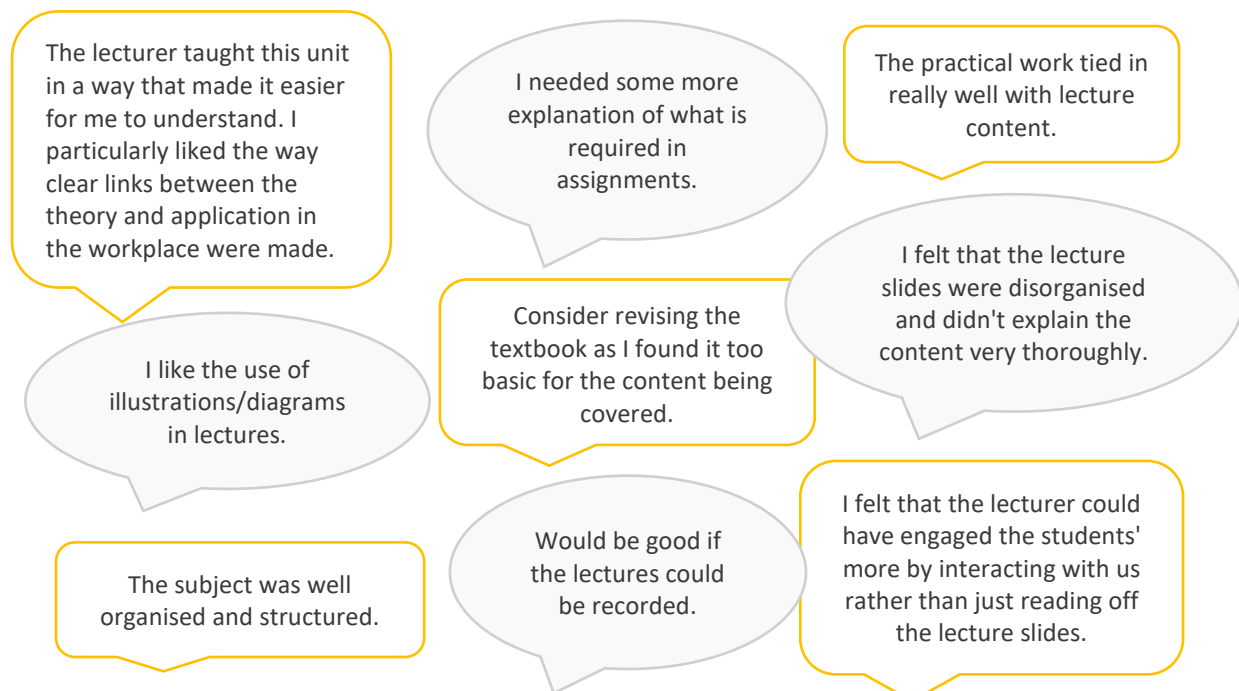 The lecturer taught this unit
in a way that made it easier
for me to understand. I
particularly liked the way
clear links between the
theory and application in
the workplace were made.
I needed some more
explanation of what is
required in
assignments.
The practical work tied in
really well with lecture
content.
I like the use of
illustrations/diagrams
in lectures.
Consider revising the
textbook as I found it too
basic for the content being
covered.
I felt that the lecture
slides were disorganised
and didn't explain the
content very thoroughly.
The subject was well
organised and structured.
Would be good if
the lectures could
be recorded.
I felt that the lecturer could
have engaged the students'
more by interacting with us
rather than just reading off
the lecture slides.